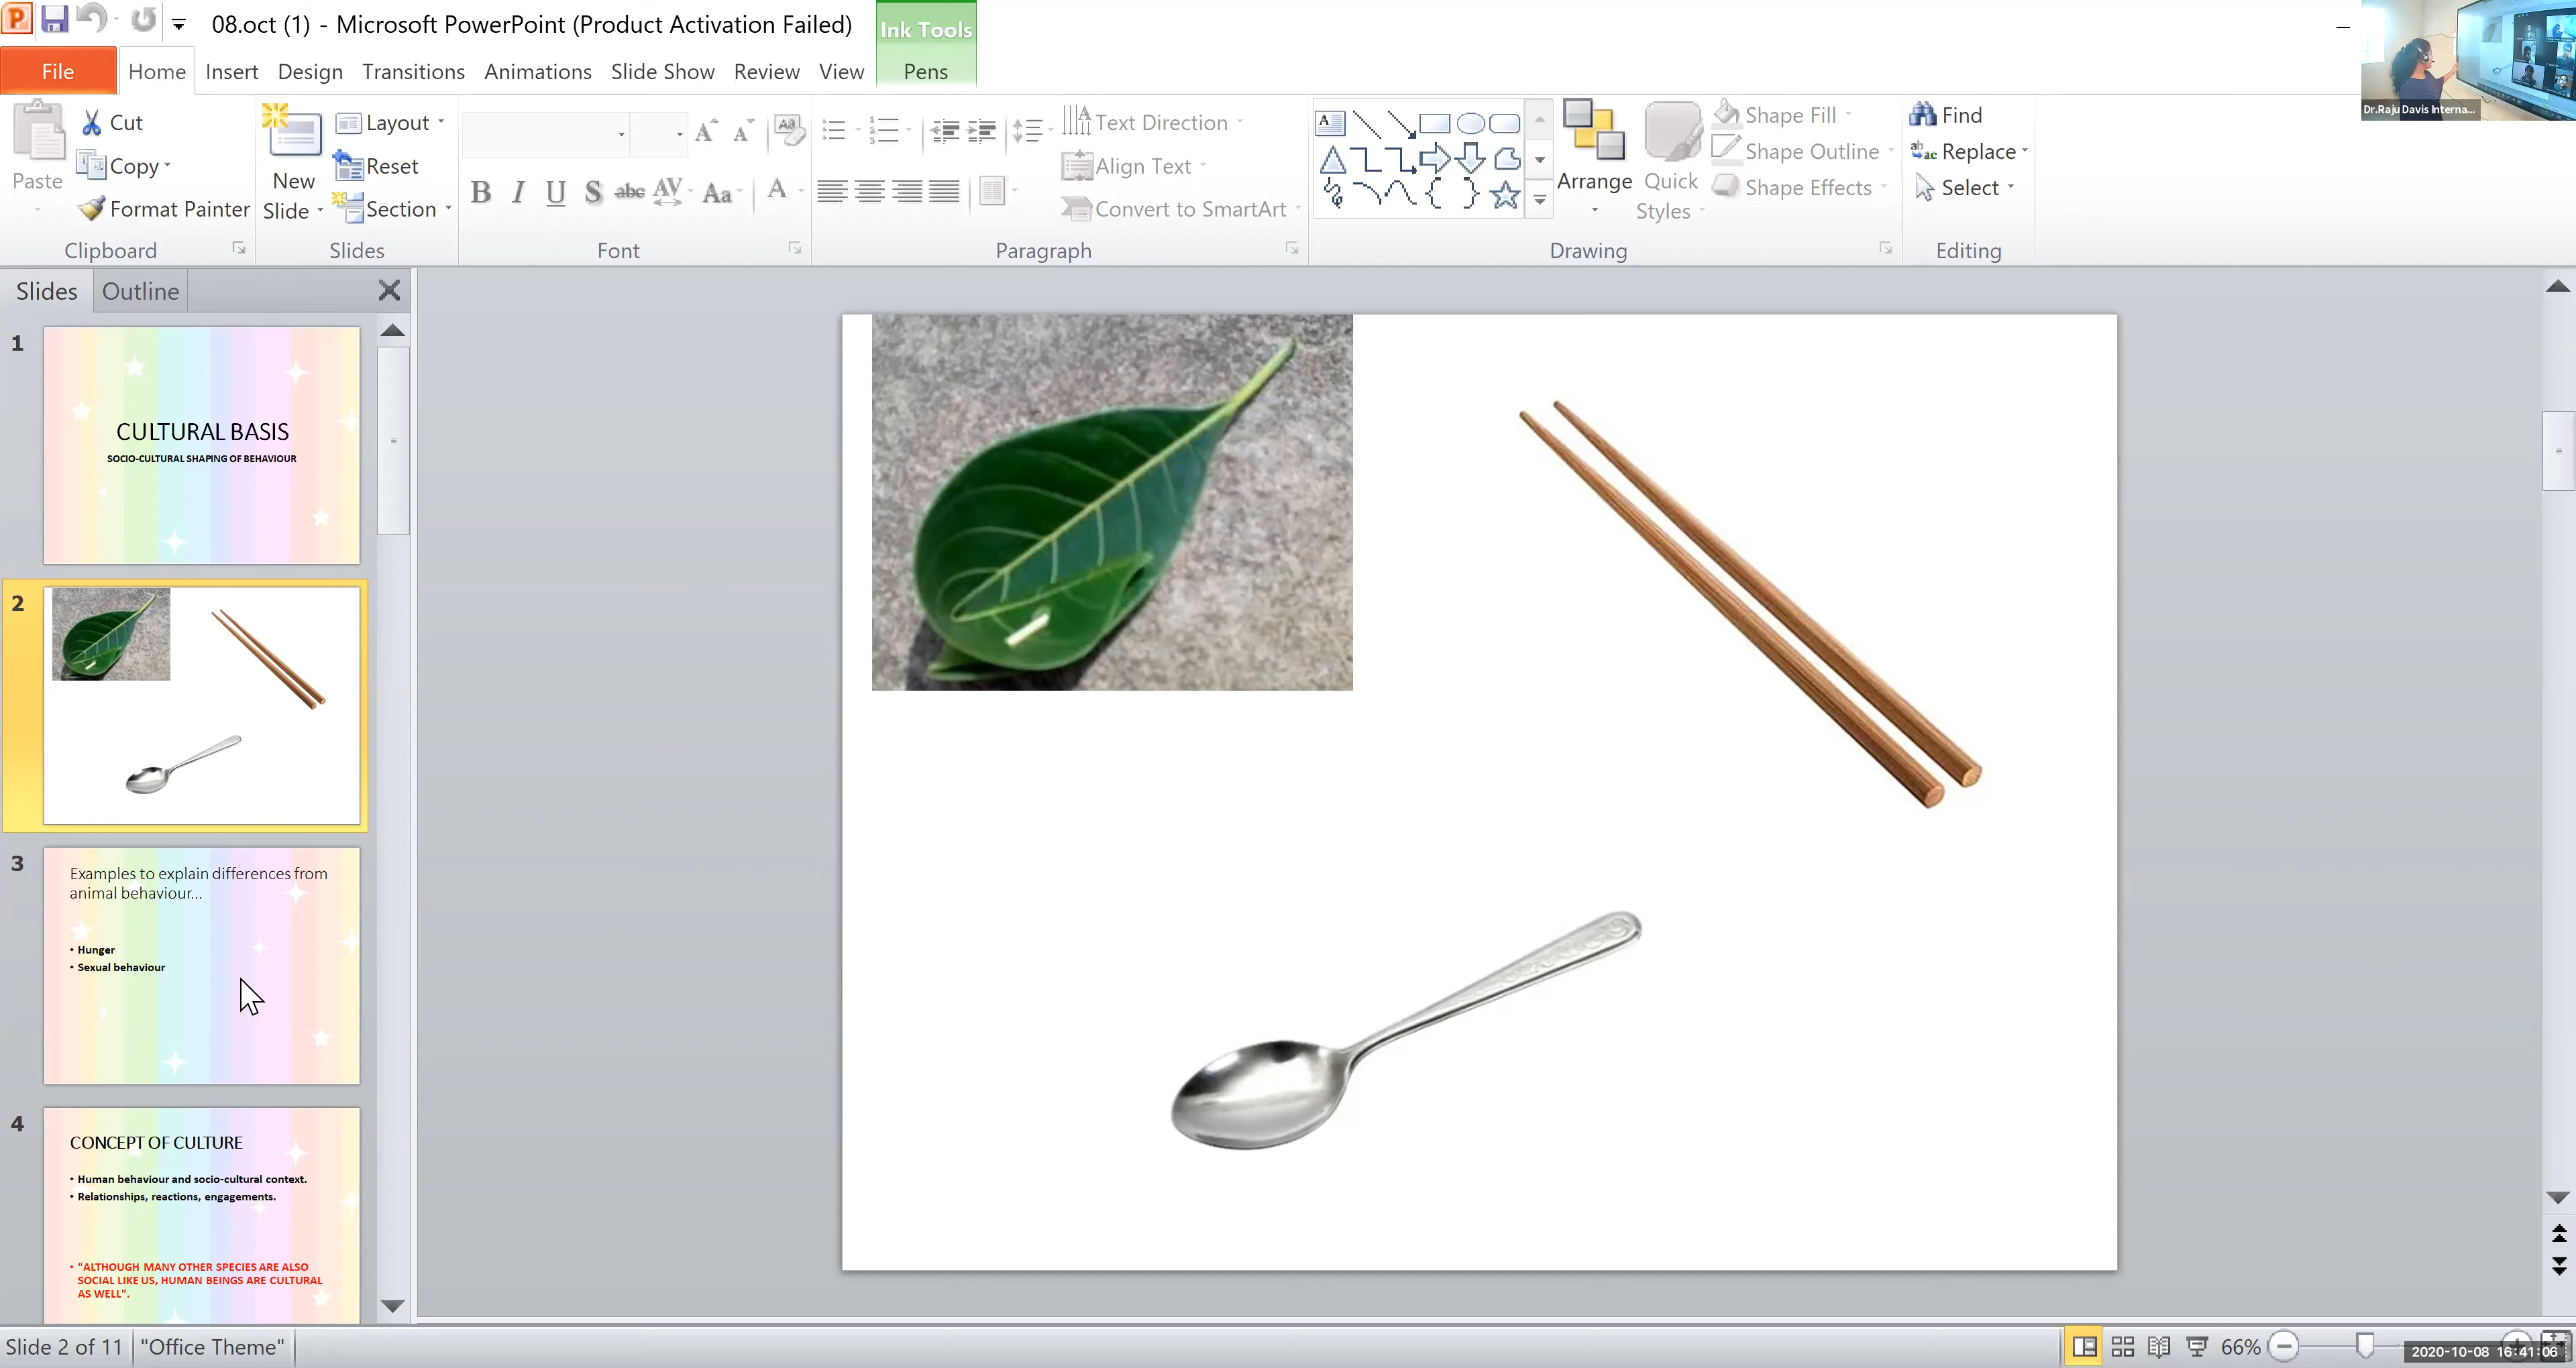 08.oct (1) - Microsoft PowerPoint (Product Activation Failed)
Ink Tools
File
Home
Insert
Design
Transitions
Animations
Slide Show
Review
View
Pens
Dr.Raju Davis Interna...
Paste
Cut
Copy
Format Painter
Clipboard
New
Slide
Layout
Reset
Section
Slides
B I U S abc AV Aa A
Font
Text Direction
Align Text
Convert to SmartArt
Paragraph
Arrange
Quick
Styles
Shape Fill
Shape Outline
Shape Effects
Drawing
Find
Replace
Select
Editing
Slides
Outline
1
CULTURAL BASIS
SOCIO-CULTURAL SHAPING OF BEHAVIOUR
2
3
Examples to explain differences from
animal behaviour...
• Hunger
• Sexual behaviour
4
CONCEPT OF CULTURE
• Human behaviour and socio-cultural context.
• Relationships, reactions, engagements.
• "ALTHOUGH MANY OTHER SPECIES ARE ALSO
SOCIAL LIKE US, HUMAN BEINGS ARE CULTURAL
AS WELL".
Slide 2 of 11
"Office Theme"
66%
2020-10-08 16:41:06